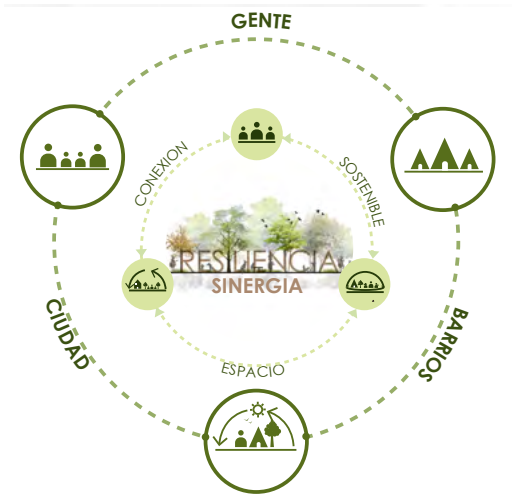 GENTE
CONEXION
SOSTENIBLE
RESILIENCIA
SINERGIA
CIUDAD
BARRIOS
ESPACIO